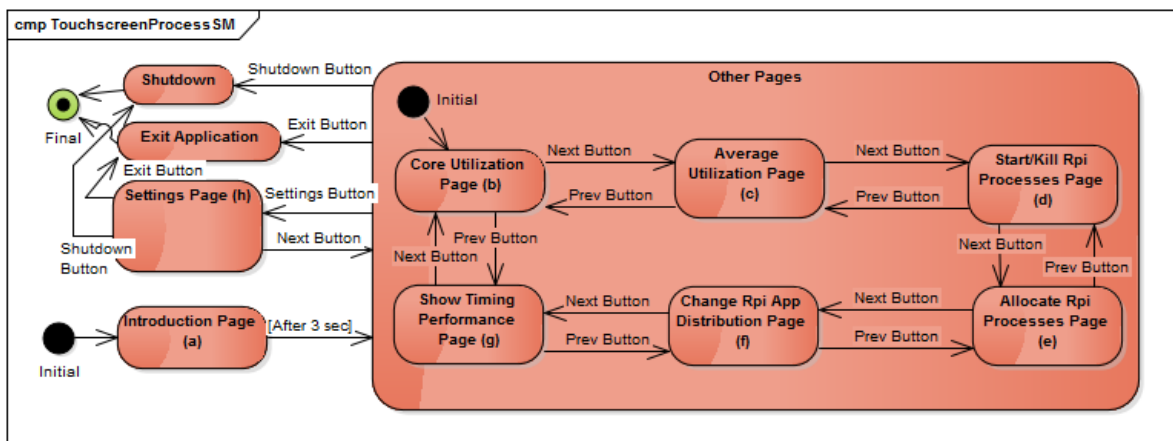 cmp TouchscreenProcessSM
Shutdown
Shutdown Button
Other Pages
Initial
Final
Exit Application
Exit Button
Exit Button
Core Utilization
Page (b)
Next Button
Average
Utilization Page
(c)
Next Button
Start/Kill Rpi
Processes Page
(d)
Settings Page (h)
Settings Button
Prev Button
Prev Button
Next Button
Shutdown
Button
Prev Button
Next Button
Next Button
Prev Button
Introduction Page
(a)
[After 3 sec]
Show Timing
Performance
Page (g)
Next Button
Change Rpi App
Distribution Page
(f)
Next Button
Allocate Rpi
Processes Page
(e)
Prev Button
Prev Button
Initial